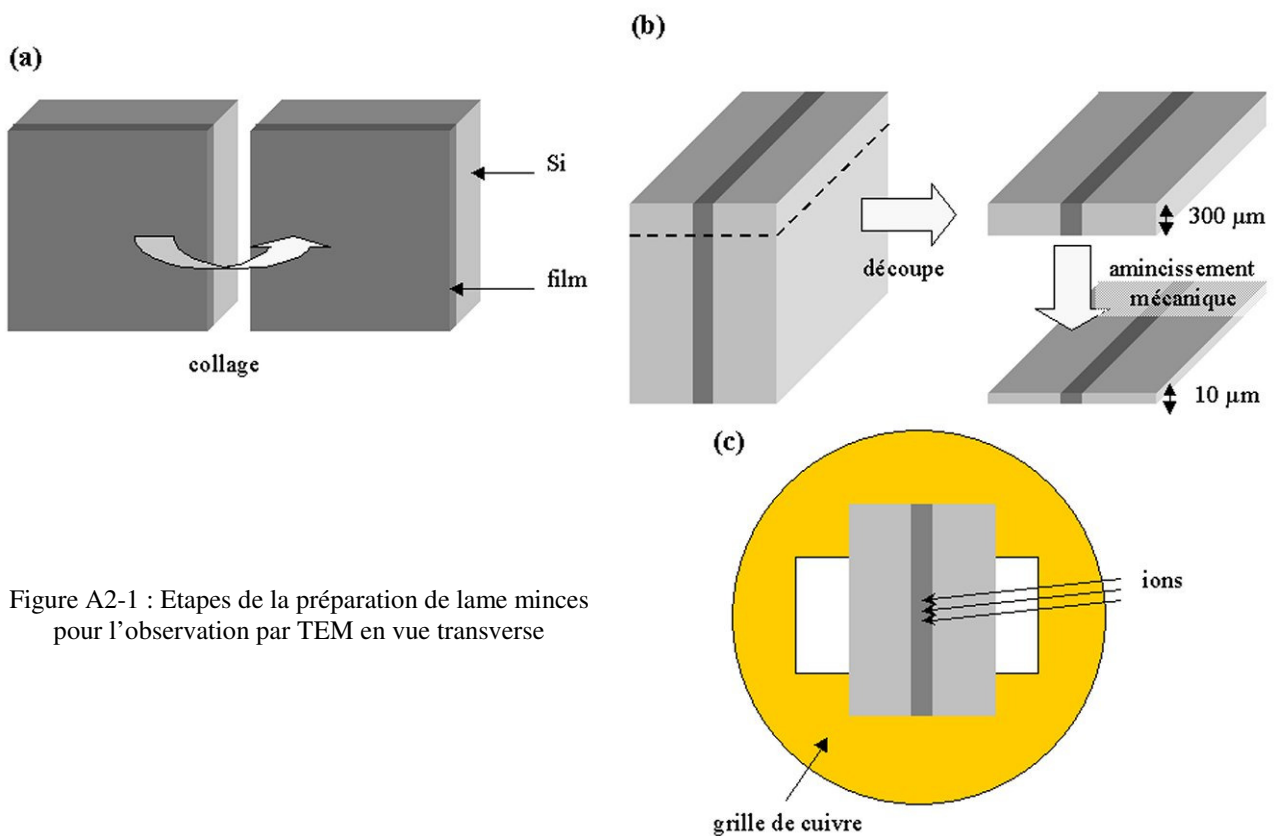 (a)
Si
film
collage
(b)
découpe
300 µm
amincissement
mécanique
10 µm
(c)
ions
grille de cuivre
Figure A2-1 : Etapes de la préparation de lame minces
pour l’observation par TEM en vue transverse